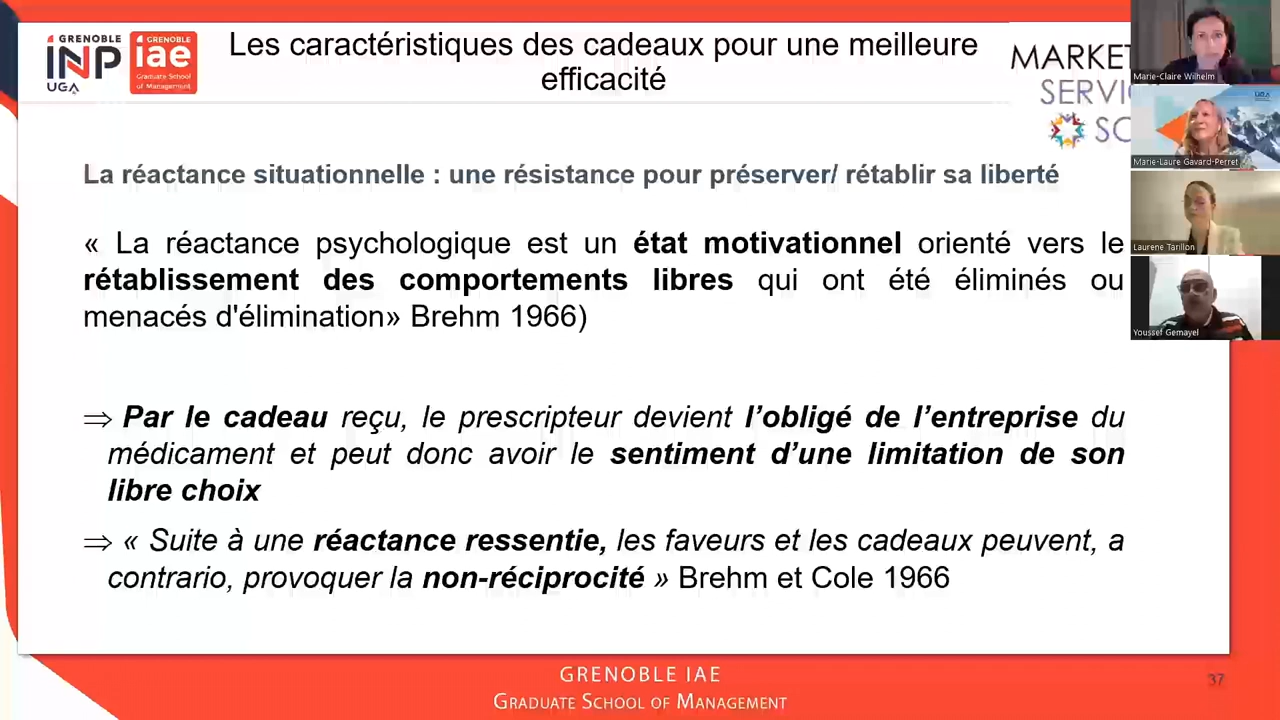 GRENOBLE
INP
UGA
GRENOBLE
iae
Graduate School
of Management
Les caractéristiques des cadeaux pour une meilleure
efficacité
MARKET
SERVI
SO
Marie-Claire Wilhelm
Marie-Laure Gavard-Perret
Laurene Tarillon
Youssef Gemayel
La réactance situationnelle : une résistance pour préserver/ rétablir sa liberté
« La réactance psychologique est un état motivationnel orienté vers le
rétablissement des comportements libres qui ont été éliminés ou
menacés d'élimination» Brehm 1966)
⇒ Par le cadeau reçu, le prescripteur devient l’obligé de l’entreprise du
médicament et peut donc avoir le sentiment d’une limitation de son
libre choix
⇒ « Suite à une réactance ressentie, les faveurs et les cadeaux peuvent, a
contrario, provoquer la non-réciprocité » Brehm et Cole 1966
GRENOBLE IAE
GRADUATE SCHOOL OF MANAGEMENT
37